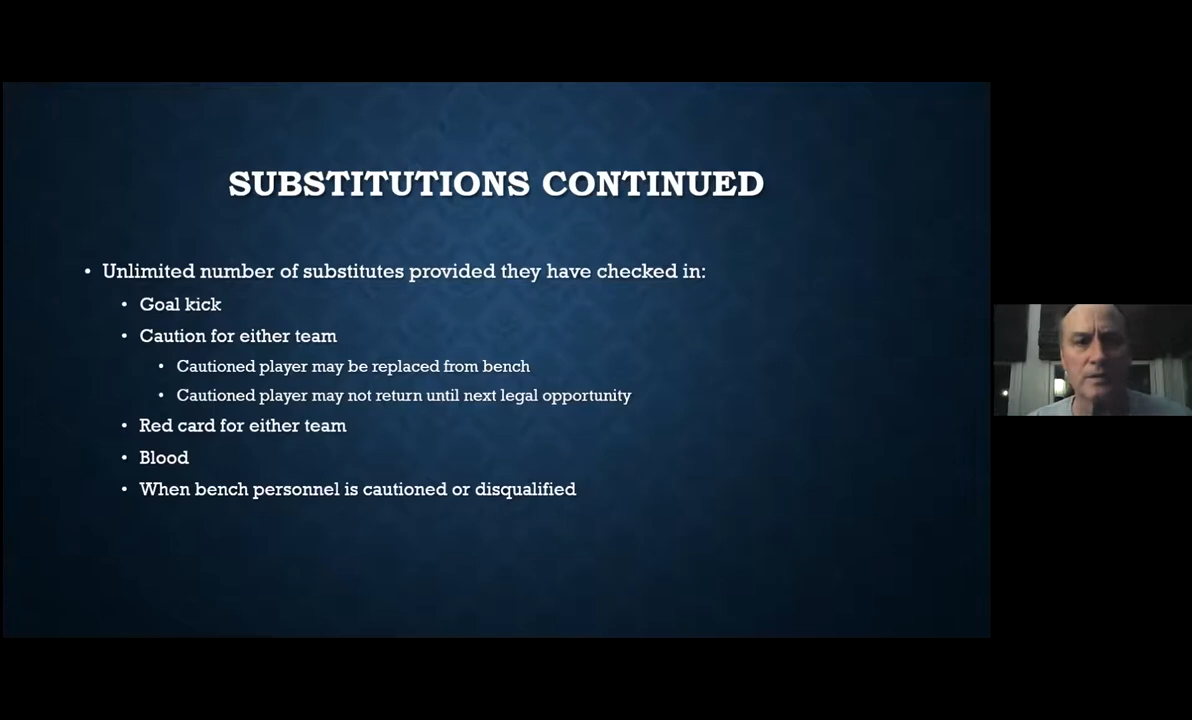 SUBSTITUTIONS CONTINUED
• Unlimited number of substitutes provided they have checked in:
• Goal kick
• Caution for either team
• Cautioned player may be replaced from bench
• Cautioned player may not return until next legal opportunity
• Red card for either team
• Blood
• When bench personnel is cautioned or disqualified